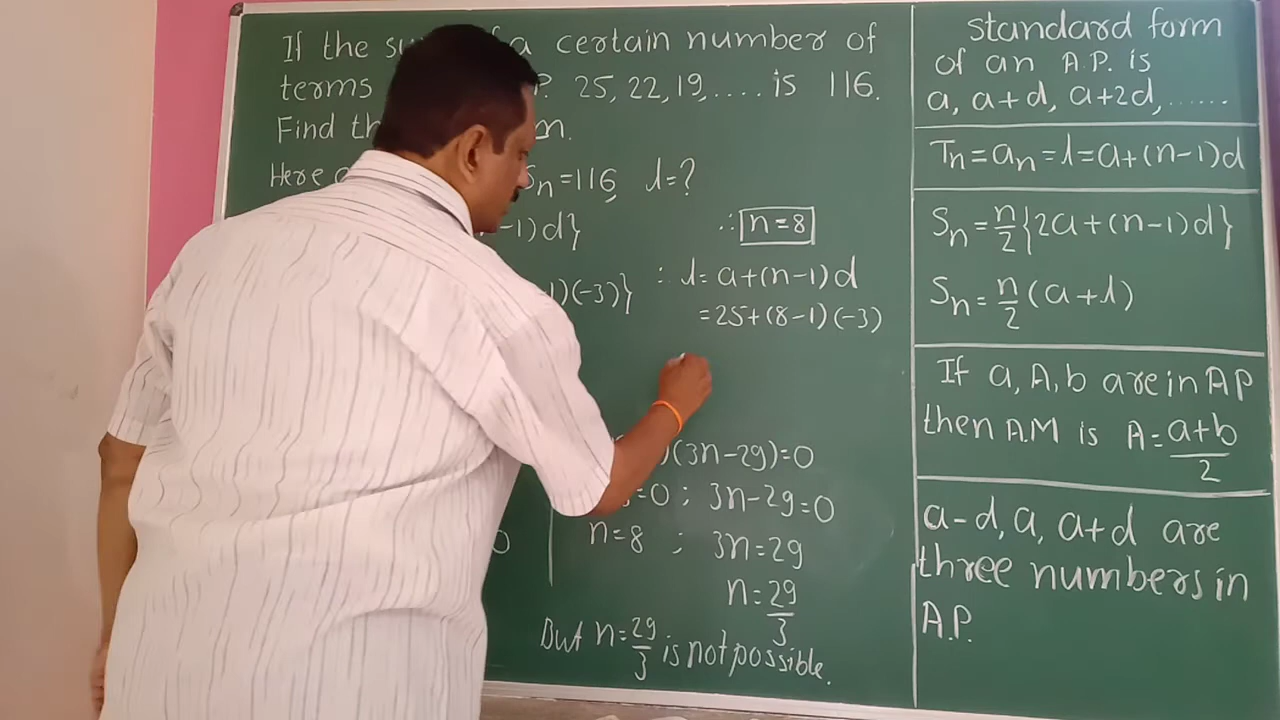 If the a certain number of
terms 25, 22, 19, .... is 116.
Find m.
Here Sn=116, l=?
-1)d}
∴ n=8
)(-3)}
∴ l= a+(n-1)d
=25+(8-1)(-3)
)(3n-29)=0
=0 ; 3n-29=0
n=8 ; 3n=29
n=29/3
But n=29/3 is not possible.
standard form
of an A.P. is
a, a+d, a+2d, ......
Tn=an=l=a+(n-1)d
Sn=n/2{2a+(n-1)d}
Sn=n/2(a+l)
If a, A, b are in AP
then A.M is A=a+b/2
a-d, a, a+d are
three numbers in
A.P.